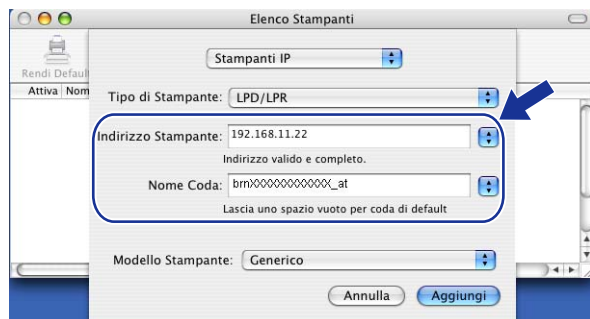 Elenco Stampanti
Stampanti IP
Rendi Defaul
Attiva Nom
Tipo di Stampante: LPD/LPR
Indirizzo Stampante: 192.168.11.22
Indirizzo valido e completo.
Nome Coda: brnXXXXXXXXXXXX_at
Lascia uno spazio vuoto per coda di default
Modello Stampante: Generico
Annulla Aggiungi